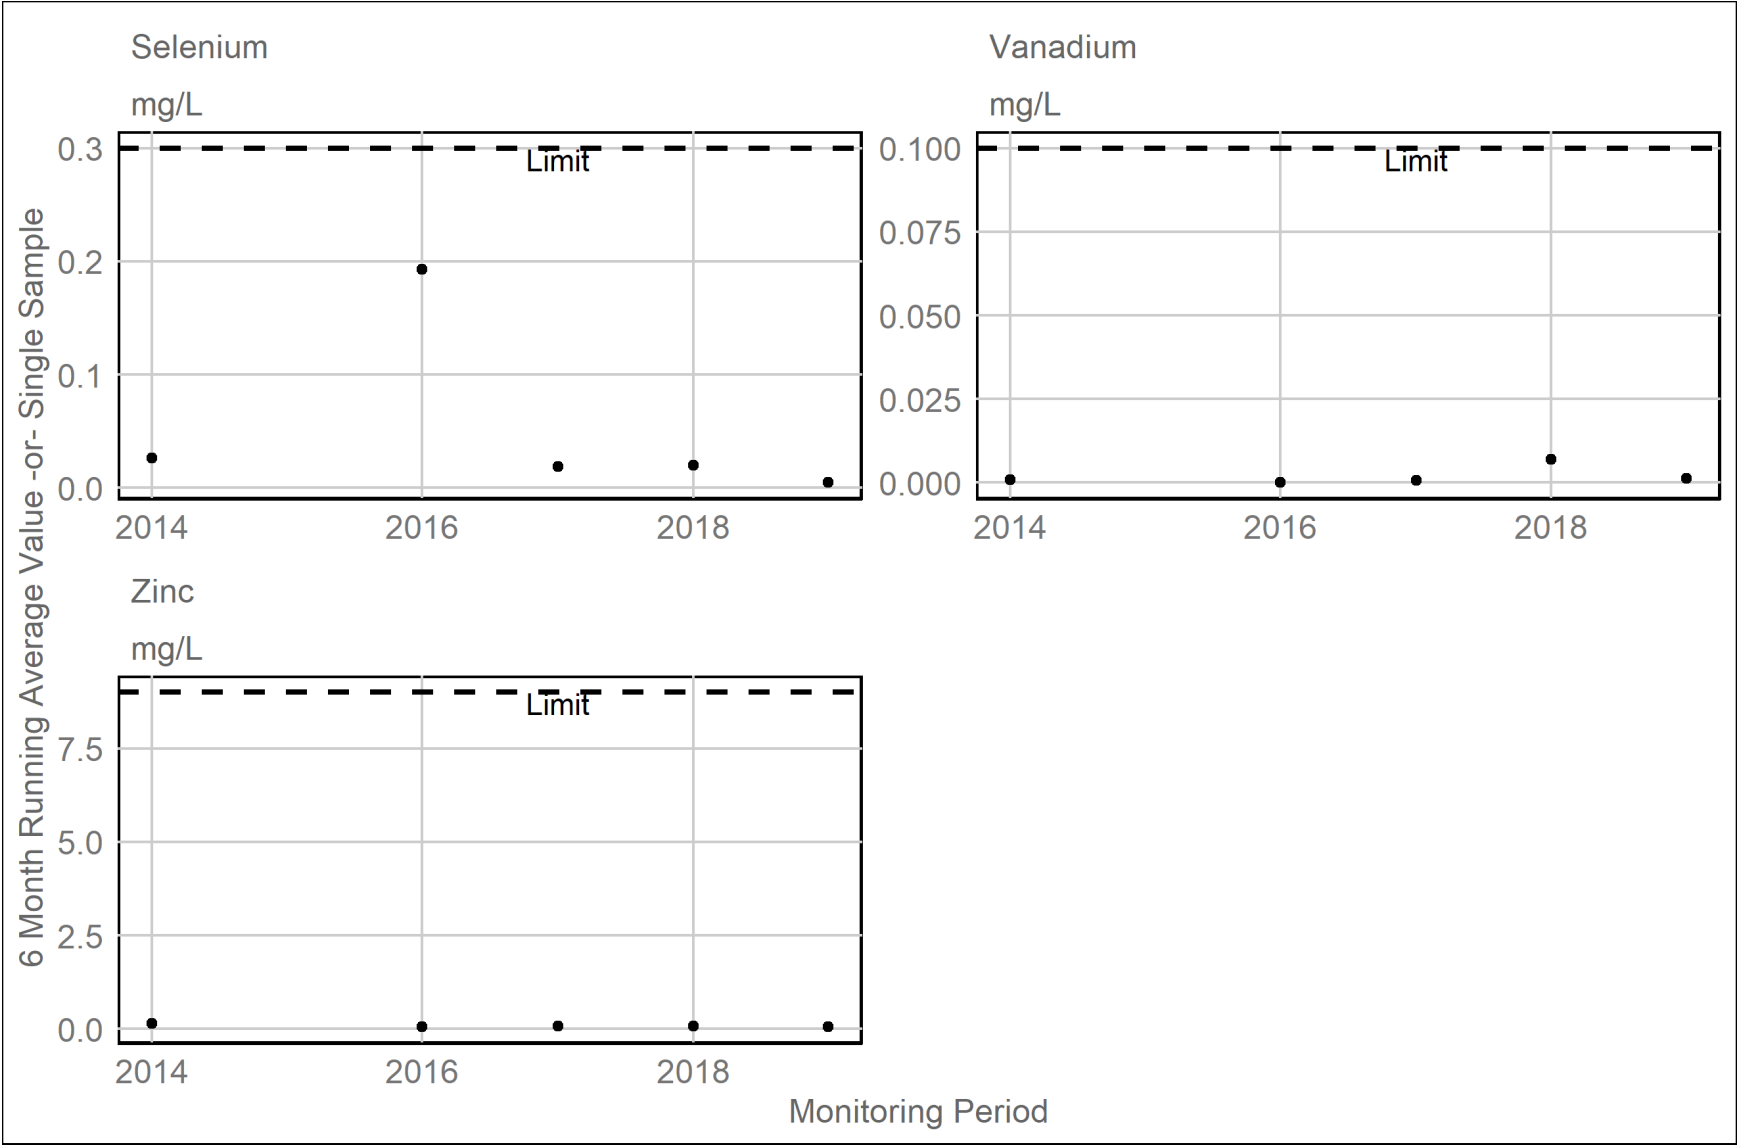 Selenium
mg/L
0.3
0.2
0.1
0.0
Limit
2014 2016 2018
Vanadium
mg/L
0.100
0.075
0.050
0.025
0.000
Limit
2014 2016 2018
Zinc
mg/L
7.5
5.0
2.5
0.0
Limit
2014 2016 2018
6 Month Running Average Value -or- Single Sample
Monitoring Period